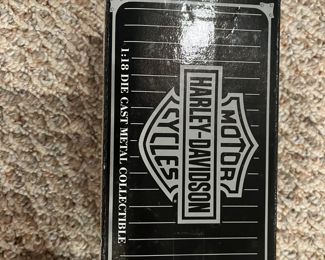 MOTOR
HARLEY-DAVIDSON
CYCLES
1:18 DIE CAST METAL COLLECTIBLE